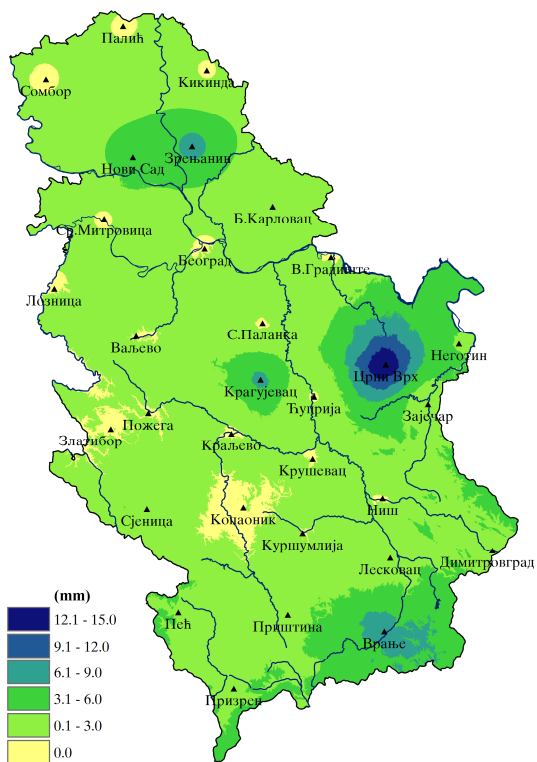 Палић
Кикинда
Сомбор
Зрењанин
Нови Сад
Б.Карловац
Ср.Митровица
Београд
В.Градиште
Лозница
С.Паланка
Ваљево
Неготин
Црни Врх
Крагујевац
Ћуприја
Зајечар
Пожега
Златибор
Краљево
Крушевац
Ниш
Копаоник
Сјеница
Куршумлија
Димитровград
Лесковац
(mm)
12.1 - 15.0
9.1 - 12.0
6.1 - 9.0
3.1 - 6.0
0.1 - 3.0
0.0
Пећ
Приштина
Врање
Призрен